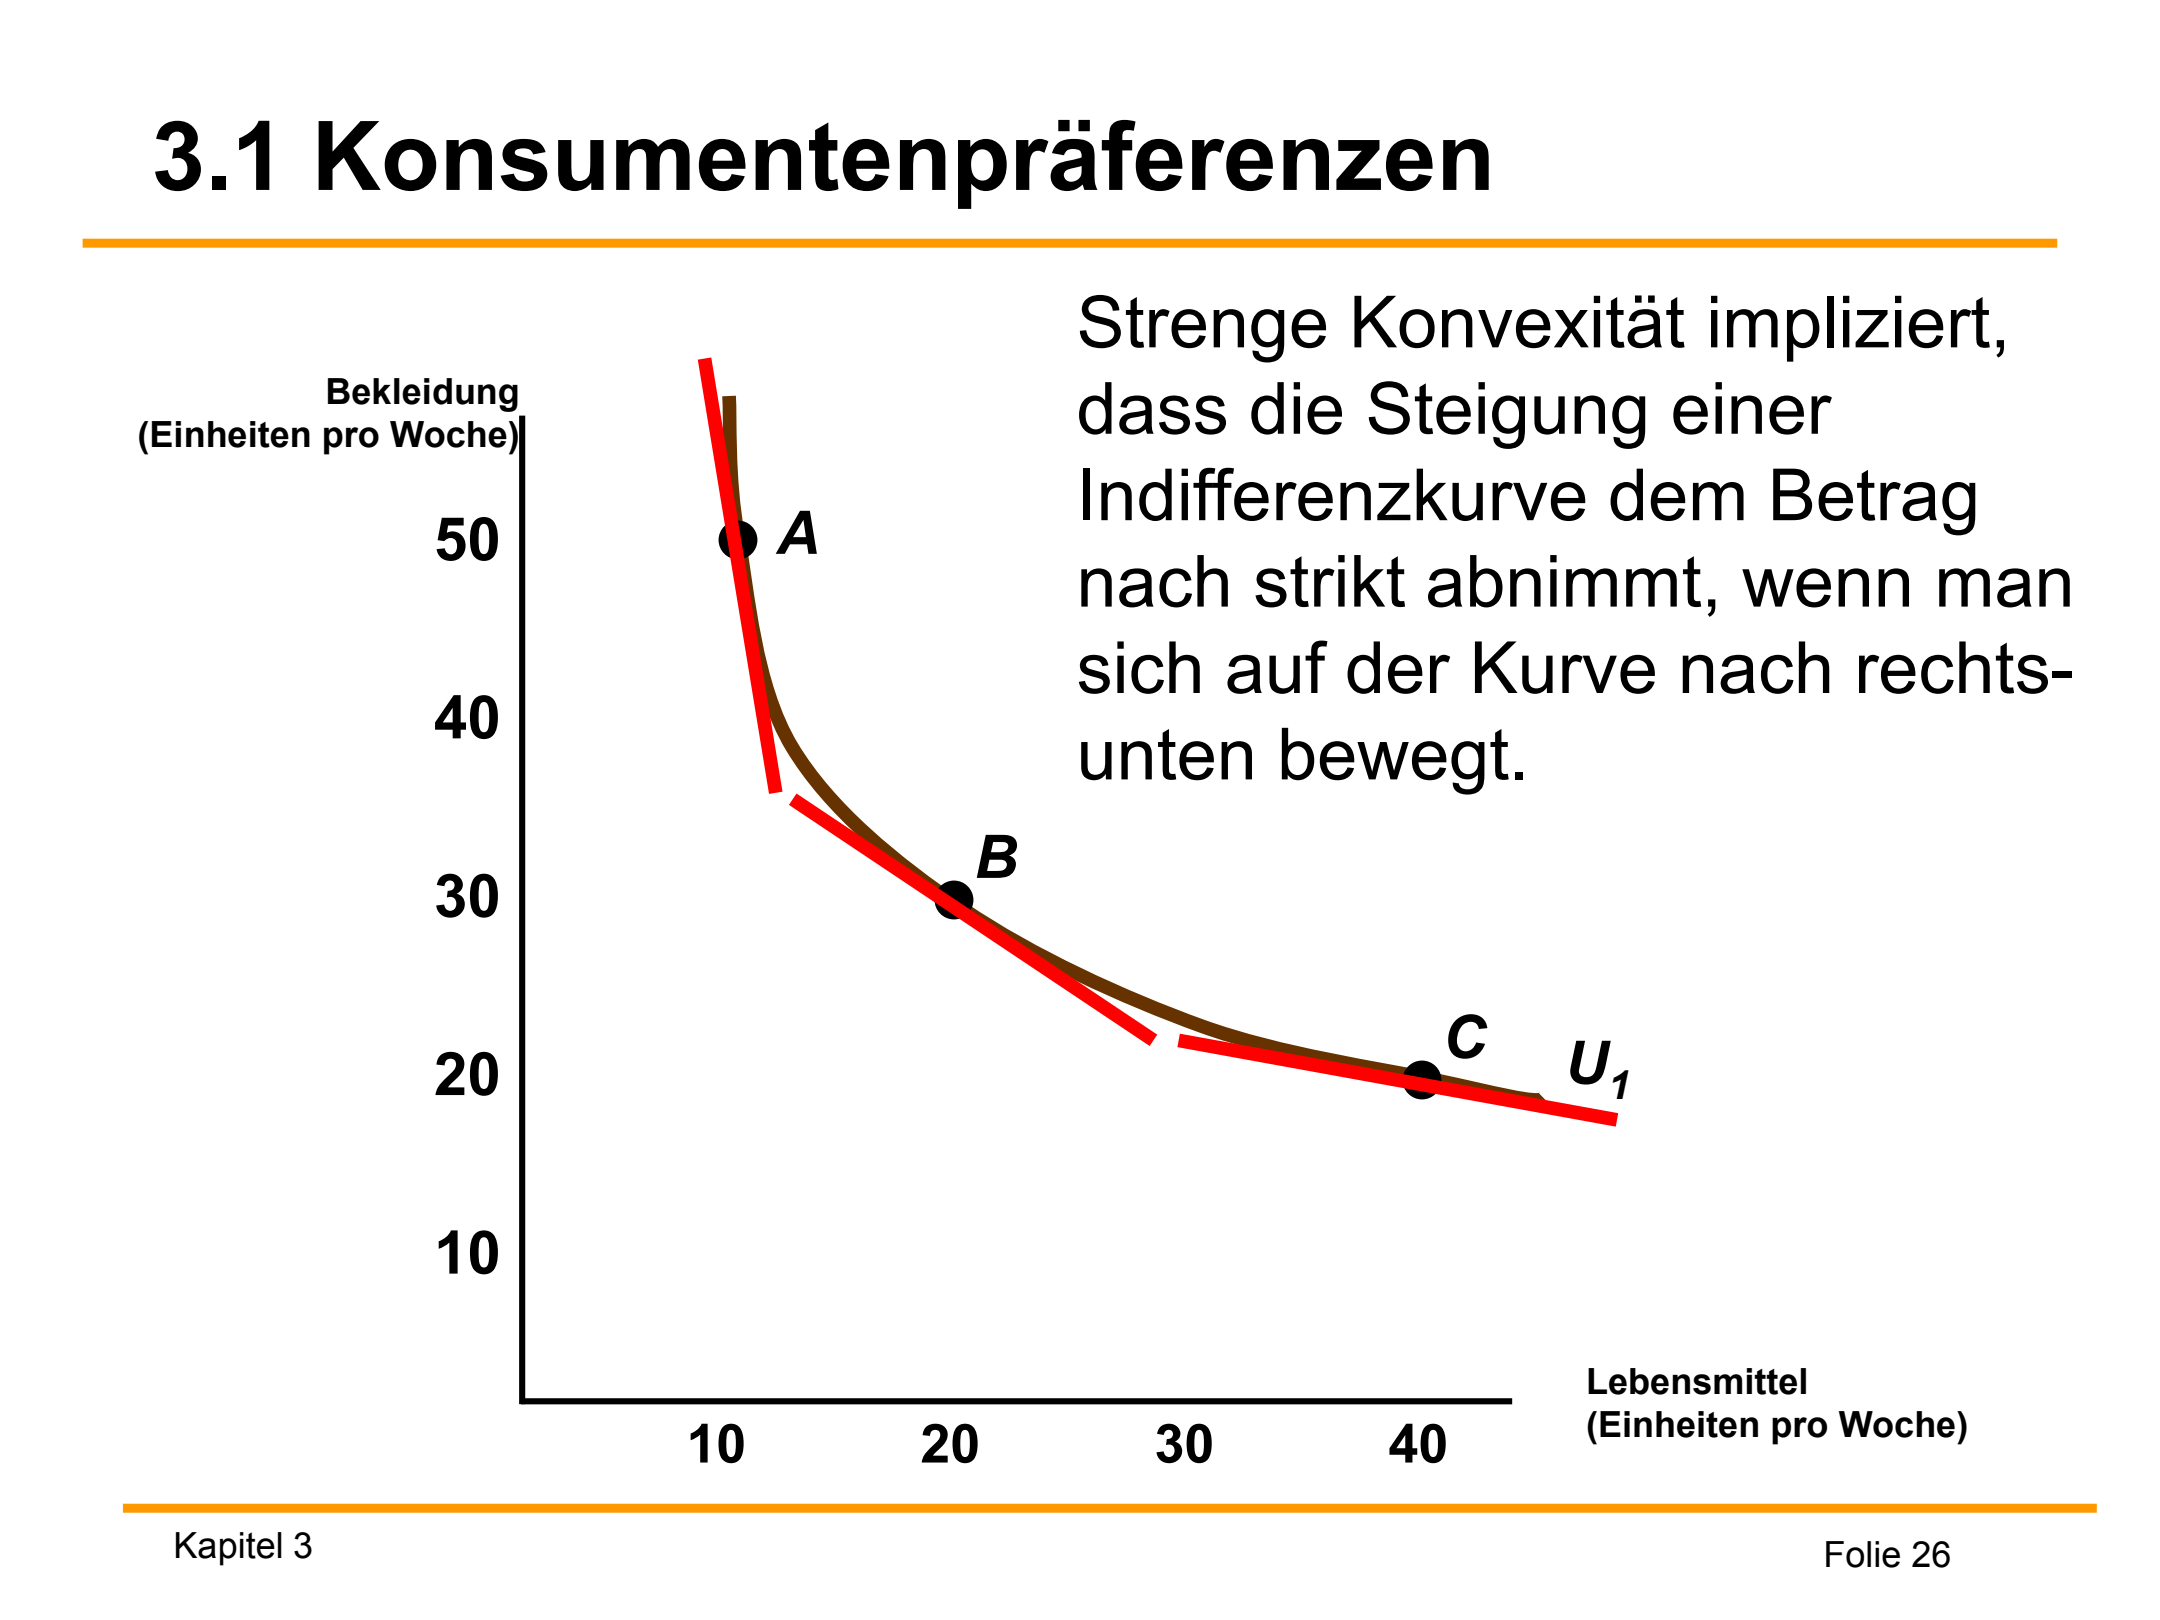 3.1 Konsumentenpräferenzen
Strenge Konvexität impliziert,
dass die Steigung einer
Indifferenzkurve dem Betrag
nach strikt abnimmt, wenn man
sich auf der Kurve nach rechts-
unten bewegt.
Bekleidung
(Einheiten pro Woche)
50
A
40
30
B
20
C
U1
10
Lebensmittel
(Einheiten pro Woche)
10 20 30 40
Kapitel 3
Folie 26